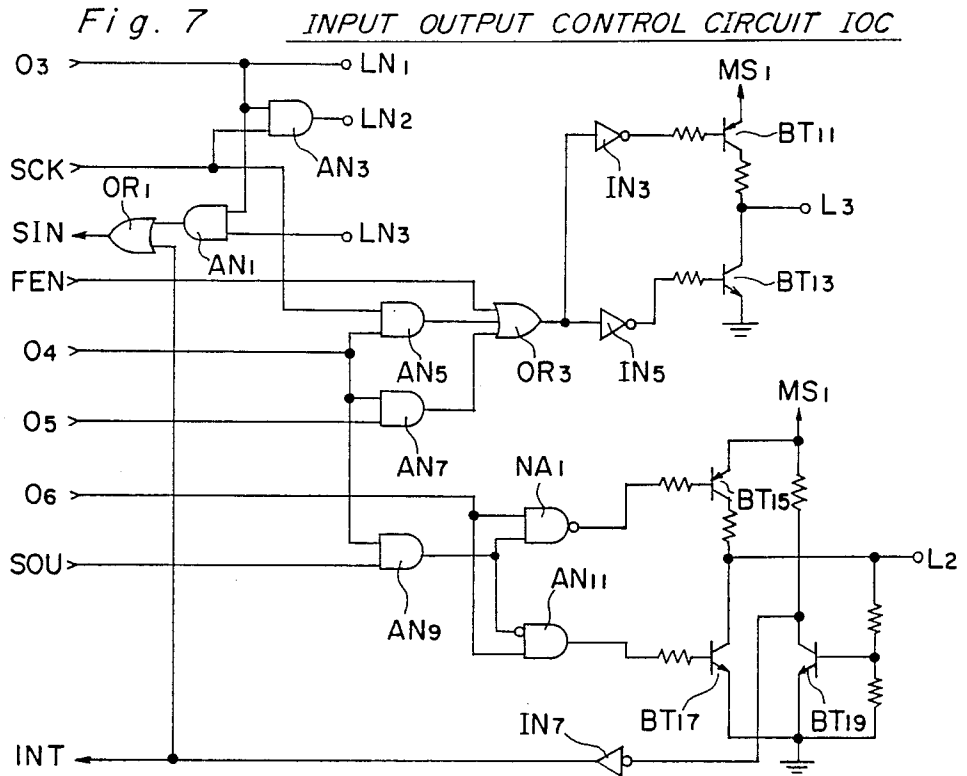 Fig. 7 INPUT OUTPUT CONTROL CIRCUIT IOC
O3 LN1
MS1
LN2
BT11
SCK AN3
IN3
OR1
L3
SIN LN3
AN1
FEN BT13
OR3 IN5
O4 AN5
MS1
O5
AN7
NA1
O6 BT15
L2
SOU AN11
AN9
BT17 BT19
IN7
INT